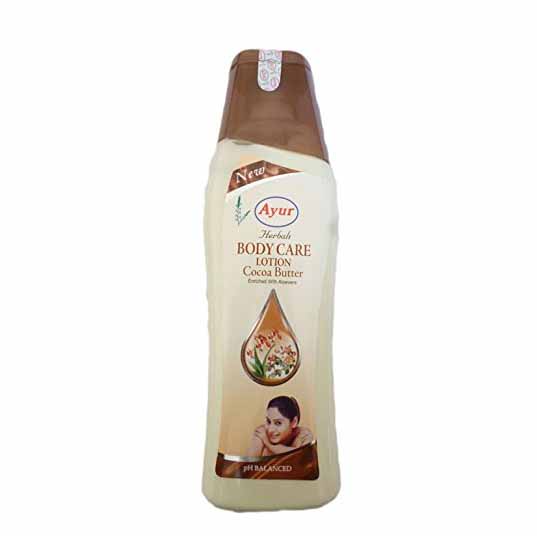 New
Ayur
Herbals
BODY CARE
LOTION
Cocoa Butter
Enriched With Aloevera
pH BALANCED